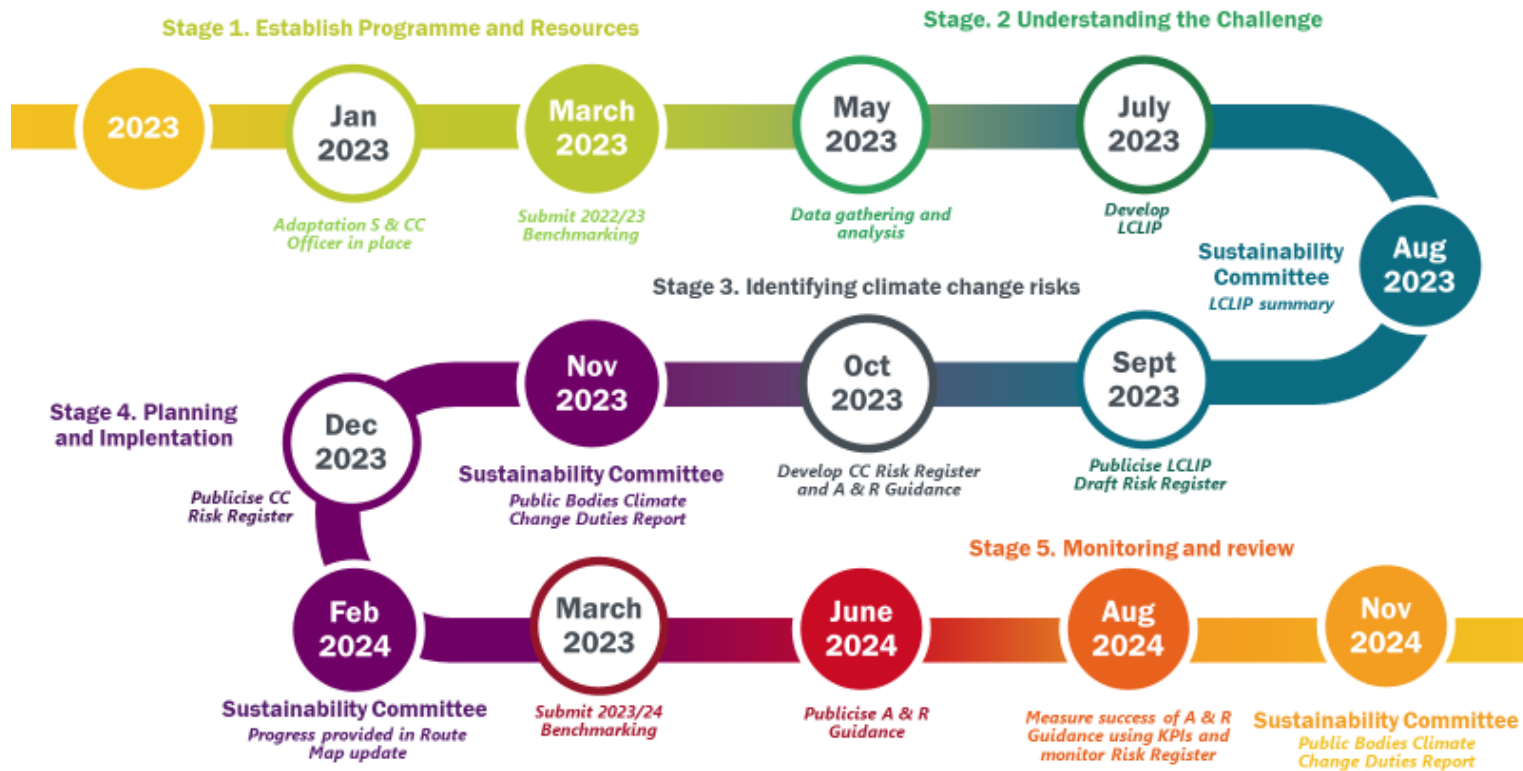 Stage 1. Establish Programme and Resources
Stage. 2 Understanding the Challenge
2023
Jan
2023
Adaptation S & CC
Officer in place
March
2023
Submit 2022/23
Benchmarking
May
2023
Data gathering and
analysis
July
2023
Develop
LCLIP
Aug
2023
Sustainability
Committee
LCLIP summary
Stage 3. Identifying climate change risks
Sept
2023
Publicise LCLIP
Draft Risk Register
Oct
2023
Develop CC Risk Register
and A & R Guidance
Nov
2023
Sustainability Committee
Public Bodies Climate
Change Duties Report
Stage 4. Planning
and Implentation
Dec
2023
Publicise CC
Risk Register
Feb
2024
Sustainability Committee
Progress provided in Route
Map update
March
2023
Submit 2023/24
Benchmarking
June
2024
Publicise A & R
Guidance
Stage 5. Monitoring and review
Aug
2024
Measure success of A & R
Guidance using KPIs and
monitor Risk Register
Nov
2024
Sustainability Committee
Public Bodies Climate
Change Duties Report